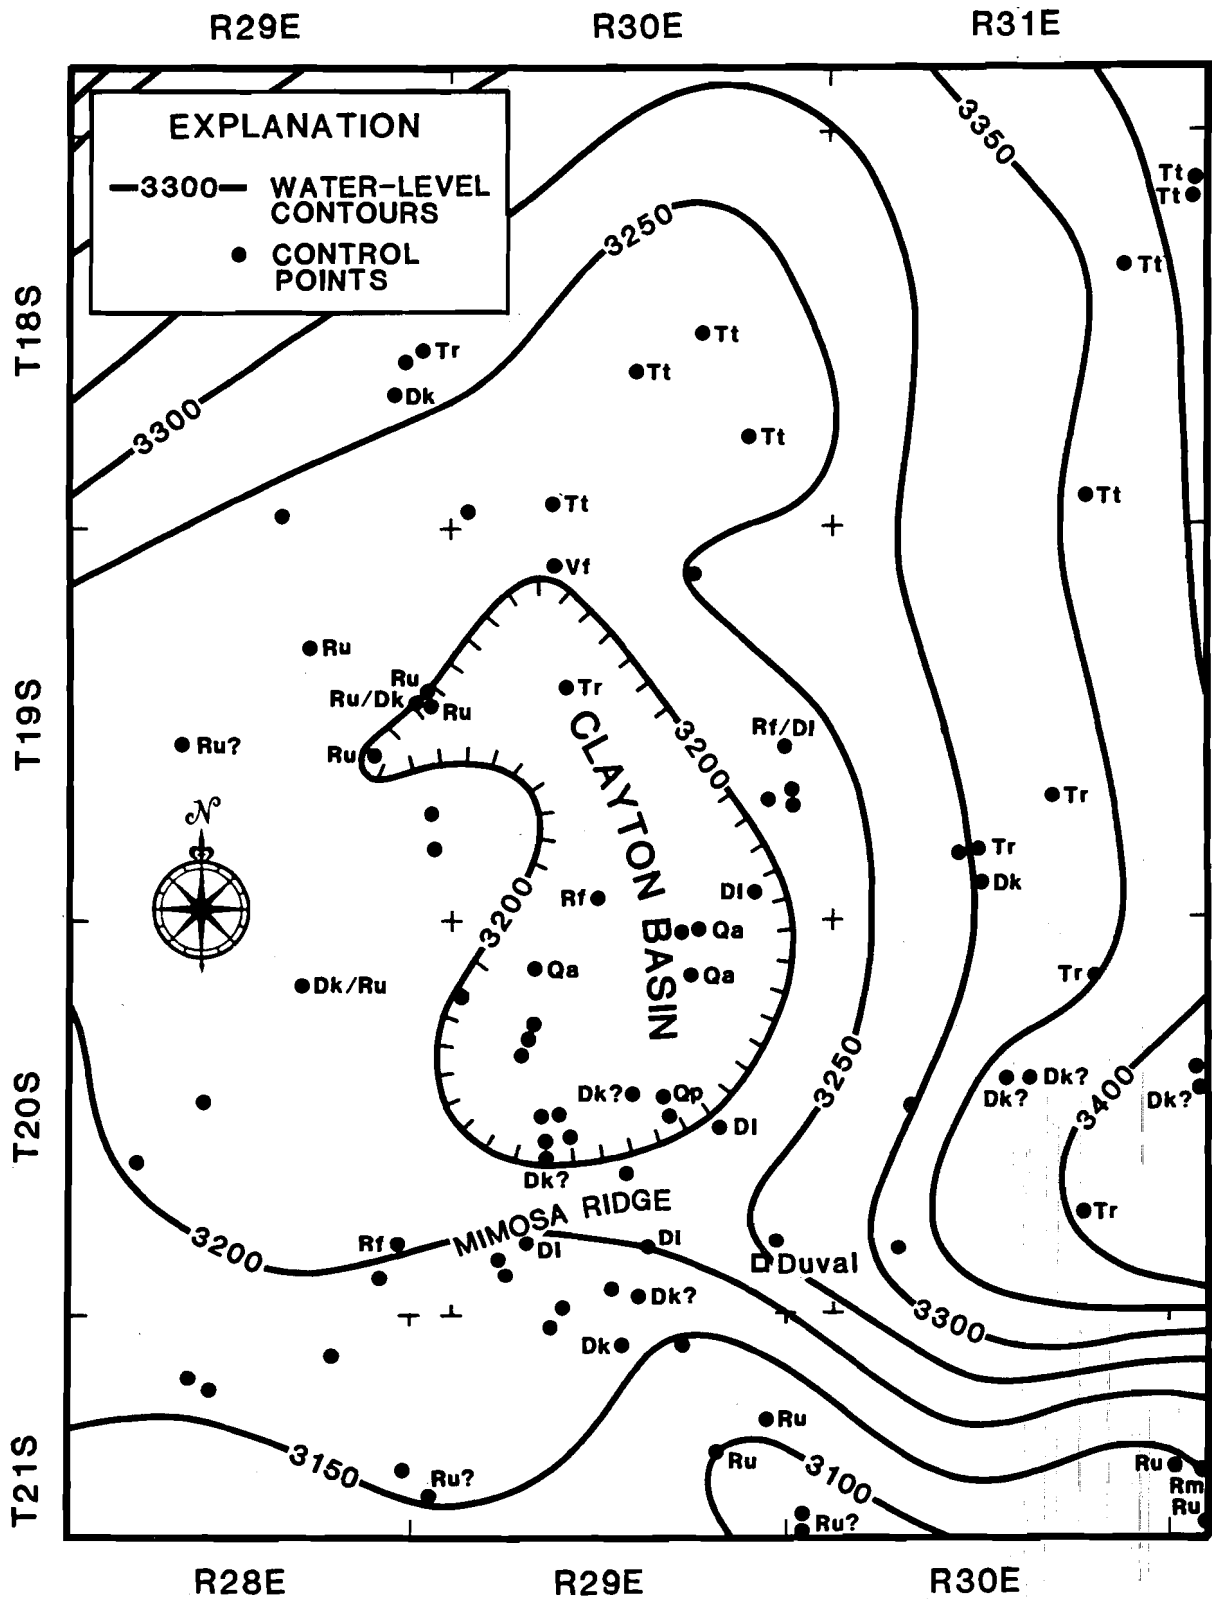 R29E R30E R31E
EXPLANATION
3300 WATER-LEVEL
CONTOURS
CONTROL
POINTS
3350
Tt
Tt
3250
Tt
T18S
Tt
Tr
Tt
Dk
3300
Tt
Tt
Tt
Vf
Ru
Ru
Tr
Ru/Dk
Ru
T19S
CLAYTON BASIN
3200
Rf/Dl
Ru?
Ru
Tr
N
Tr
Dk
Dl
Rf
3200
Qa
Qa
Qa
Tr
Dk/Ru
3250
Dk?
Dk?
3400
Dk?
T20S
Dk?
Qp
Dl
Dk?
MIMOSA RIDGE
Tr
3200
Rf
Dl
Dl
Duval
Dk?
3300
Dk
Ru
3150
Ru
3100
Ru
T21S
Ru?
Rm
Ru
Ru?
R28E R29E R30E